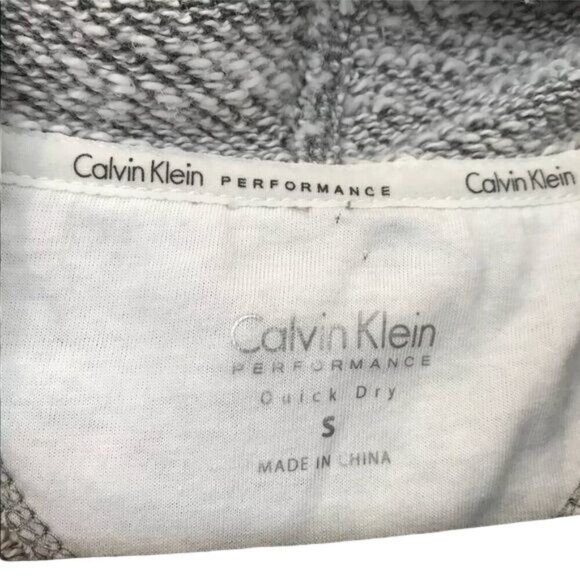 Calvin Klein PERFORMANCE Calvin Klein
Calvin Klein
PERFORMANCE
Quick Dry
S
MADE IN CHINA